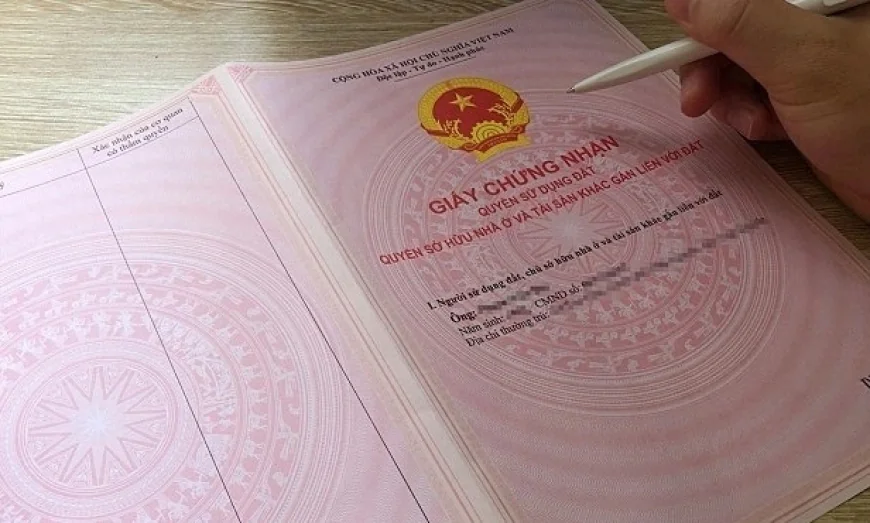 Xác nhận của cơ quan
có thẩm quyền
CỘNG HÒA XÃ HỘI CHỦ NGHĨA VIỆT NAM
Độc lập - Tự do - Hạnh phúc
GIẤY CHỨNG NHẬN
QUYỀN SỬ DỤNG ĐẤT
QUYỀN SỞ HỮU NHÀ Ở VÀ TÀI SẢN KHÁC GẮN LIỀN VỚI ĐẤT
I. Người sử dụng đất, chủ sở hữu nhà ở và tài sản khác gắn liền với đất
Ông:
Năm sinh: CMND số:
Địa chỉ thường trú: